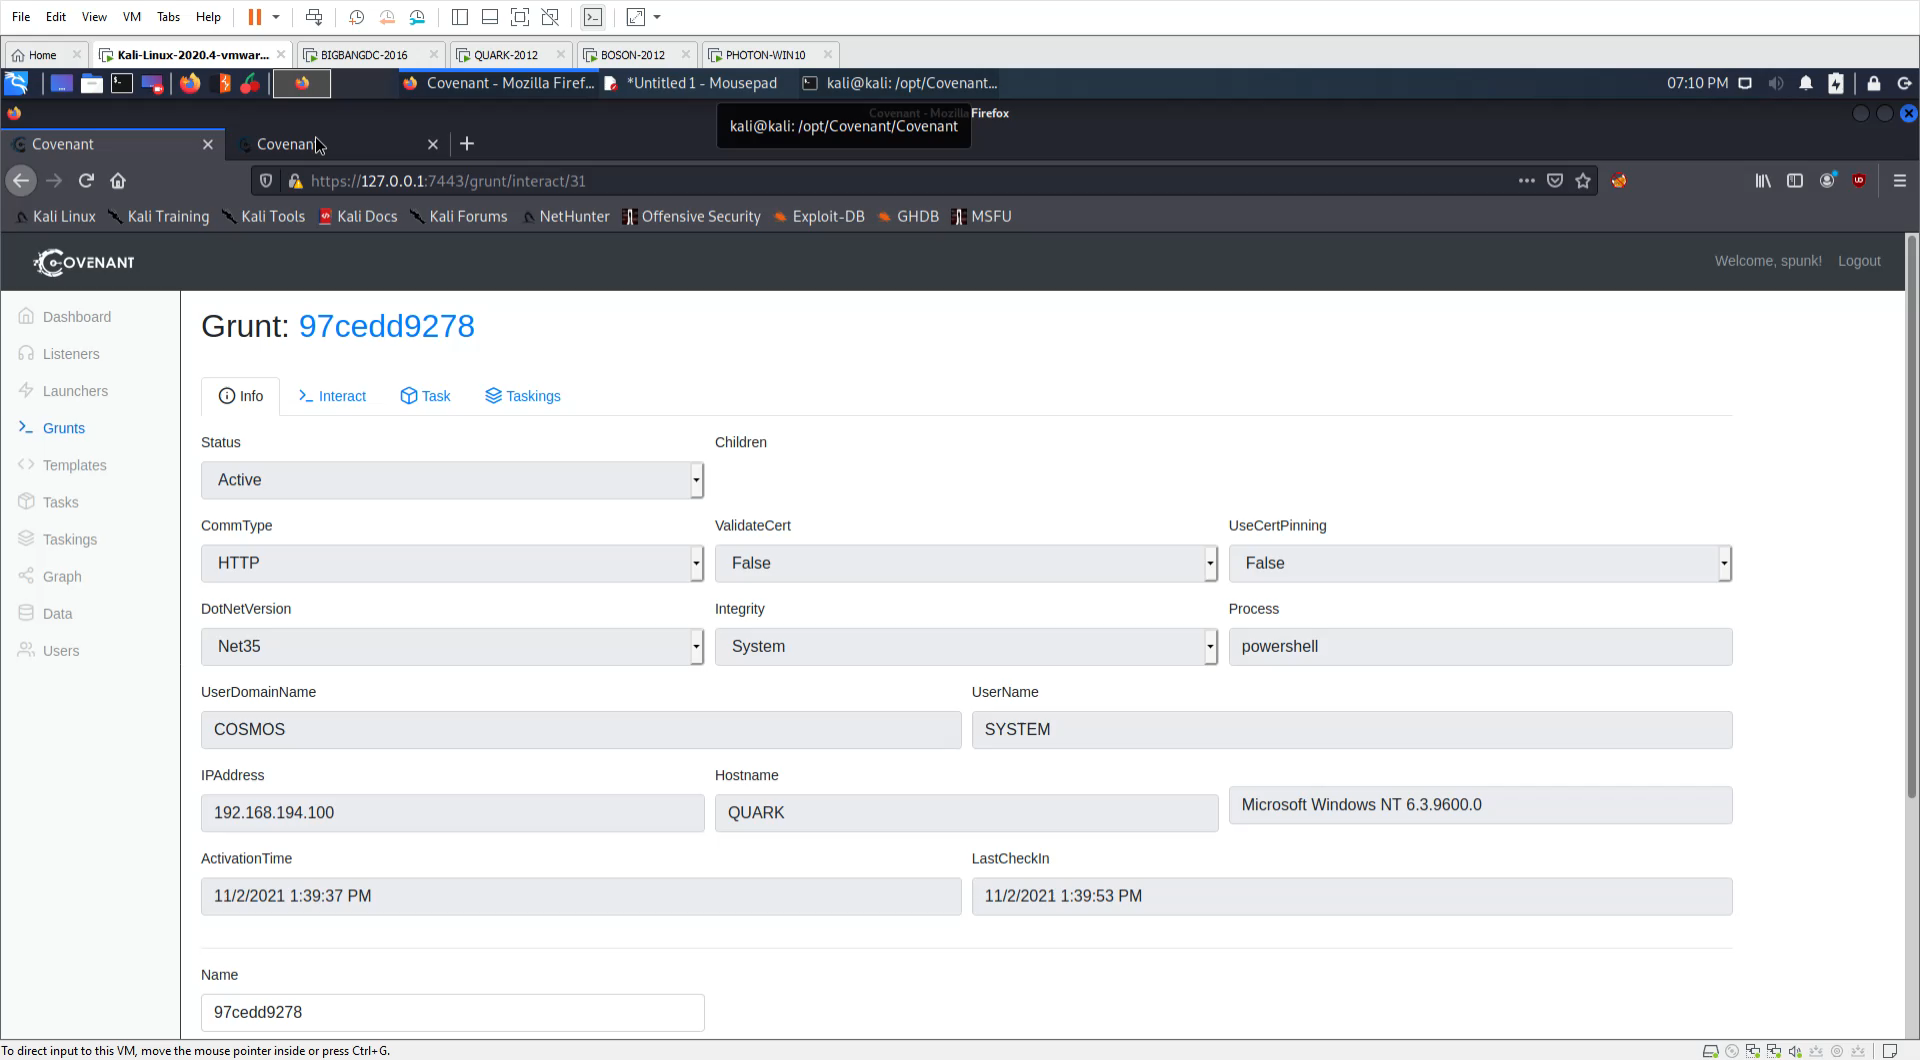 File Edit View VM Tabs Help
Home Kali-Linux-2020.4-vmwar... BIGBANGDC-2016 QUARK-2012 BOSON-2012 PHOTON-WIN10
Covenant - Mozilla Firef... *Untitled 1 - Mousepad kali@kali: /opt/Covenant... 07:10 PM
Covenant - Mozilla Firefox
kali@kali: /opt/Covenant/Covenant
Covenant Covenant
https://127.0.0.1:7443/grunt/interact/31
Kali Linux Kali Training Kali Tools Kali Docs Kali Forums NetHunter Offensive Security Exploit-DB GHDB MSFU
COVENANT Welcome, spunk! Logout
Dashboard
Listeners
Launchers
Grunts
Templates
Tasks
Taskings
Graph
Data
Users
Grunt: 97cedd9278
Info Interact Task Taskings
Status Children
Active
CommType ValidateCert UseCertPinning
HTTP False False
DotNetVersion Integrity Process
Net35 System powershell
UserDomainName UserName
COSMOS SYSTEM
IPAddress Hostname
192.168.194.100 QUARK Microsoft Windows NT 6.3.9600.0
ActivationTime LastCheckIn
11/2/2021 1:39:37 PM 11/2/2021 1:39:53 PM
Name
97cedd9278
To direct input to this VM, move the mouse pointer inside or press Ctrl+G.